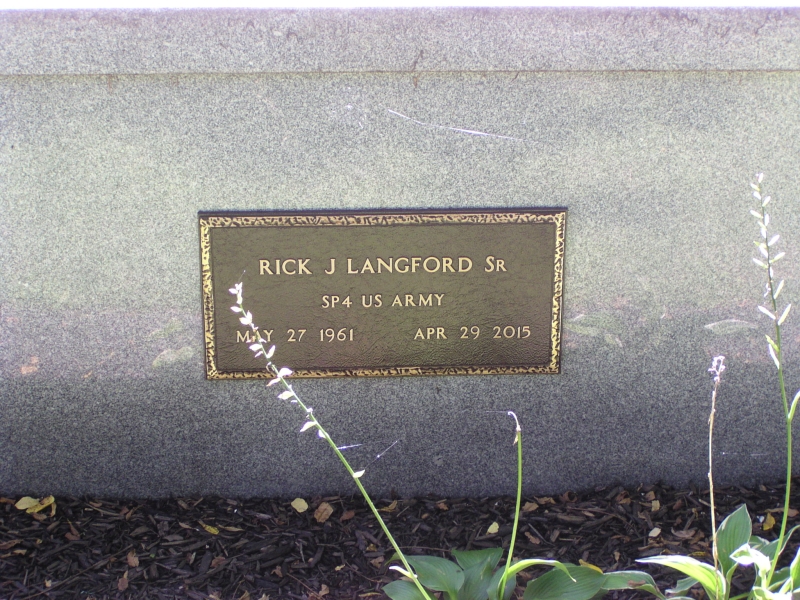 RICK J LANGFORD SR
SP4 US ARMY
MAY 27 1961 APR 29 2015